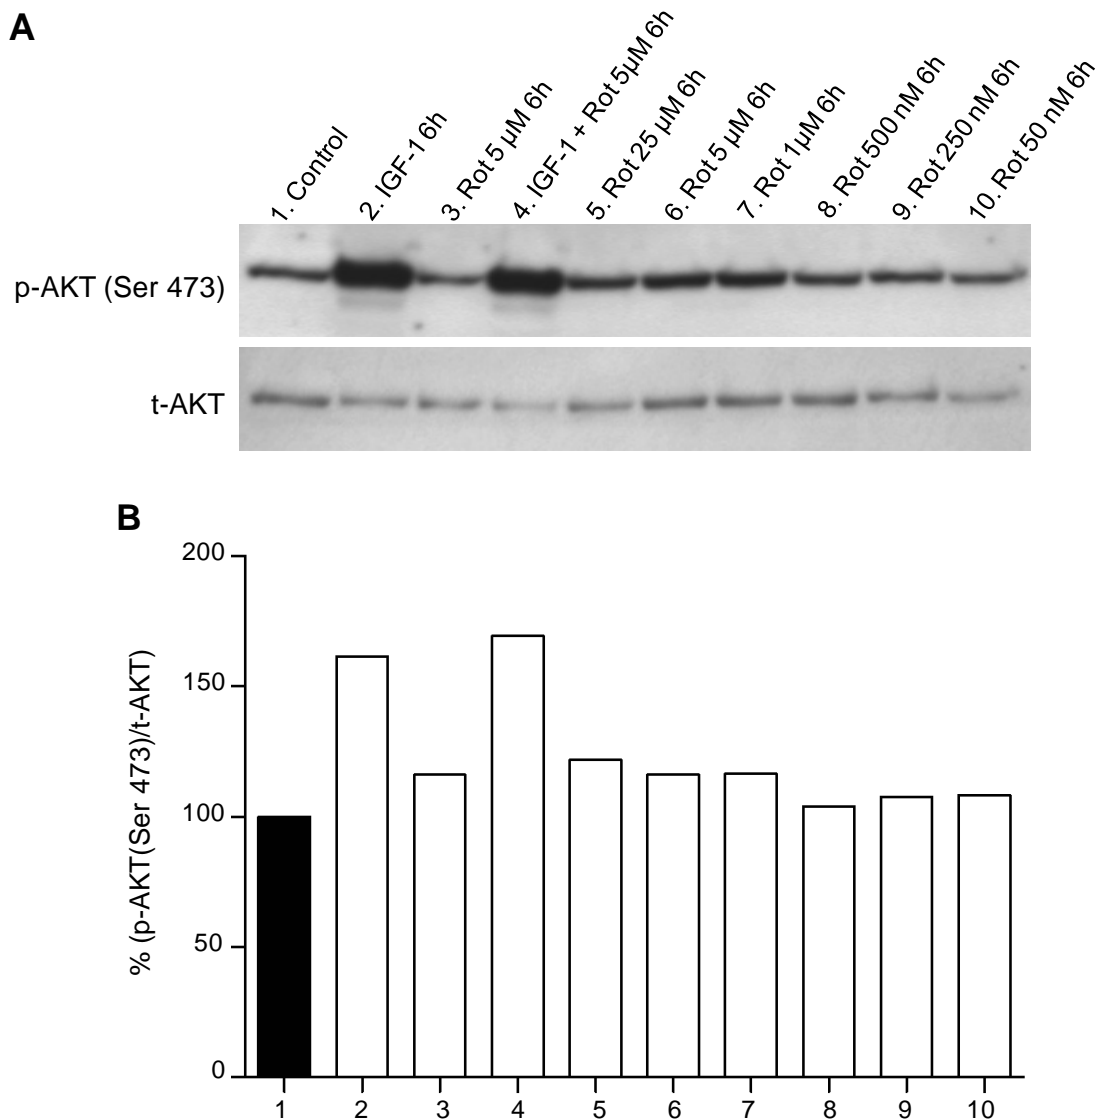 A
1. Control
2. IGF-1 6h
3. Rot 5 µM 6h
4. IGF-1 + Rot 5µM 6h
5. Rot 25 µM 6h
6. Rot 5 µM 6h
7. Rot 1µM 6h
8. Rot 500 nM 6h
9. Rot 250 nM 6h
10. Rot 50 nM 6h
p-AKT (Ser 473)
t-AKT
B
% (p-AKT(Ser 473)/t-AKT)
200
150
100
50
0
1 2 3 4 5 6 7 8 9 10